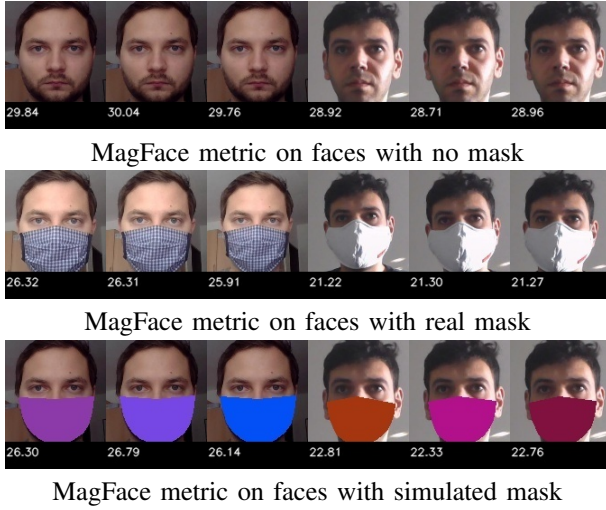 29.84 30.04 29.76 28.92 28.71 28.96
MagFace metric on faces with no mask
26.32 26.31 25.91 21.22 21.30 21.27
MagFace metric on faces with real mask
26.30 26.79 26.14 22.81 22.33 22.76
MagFace metric on faces with simulated mask